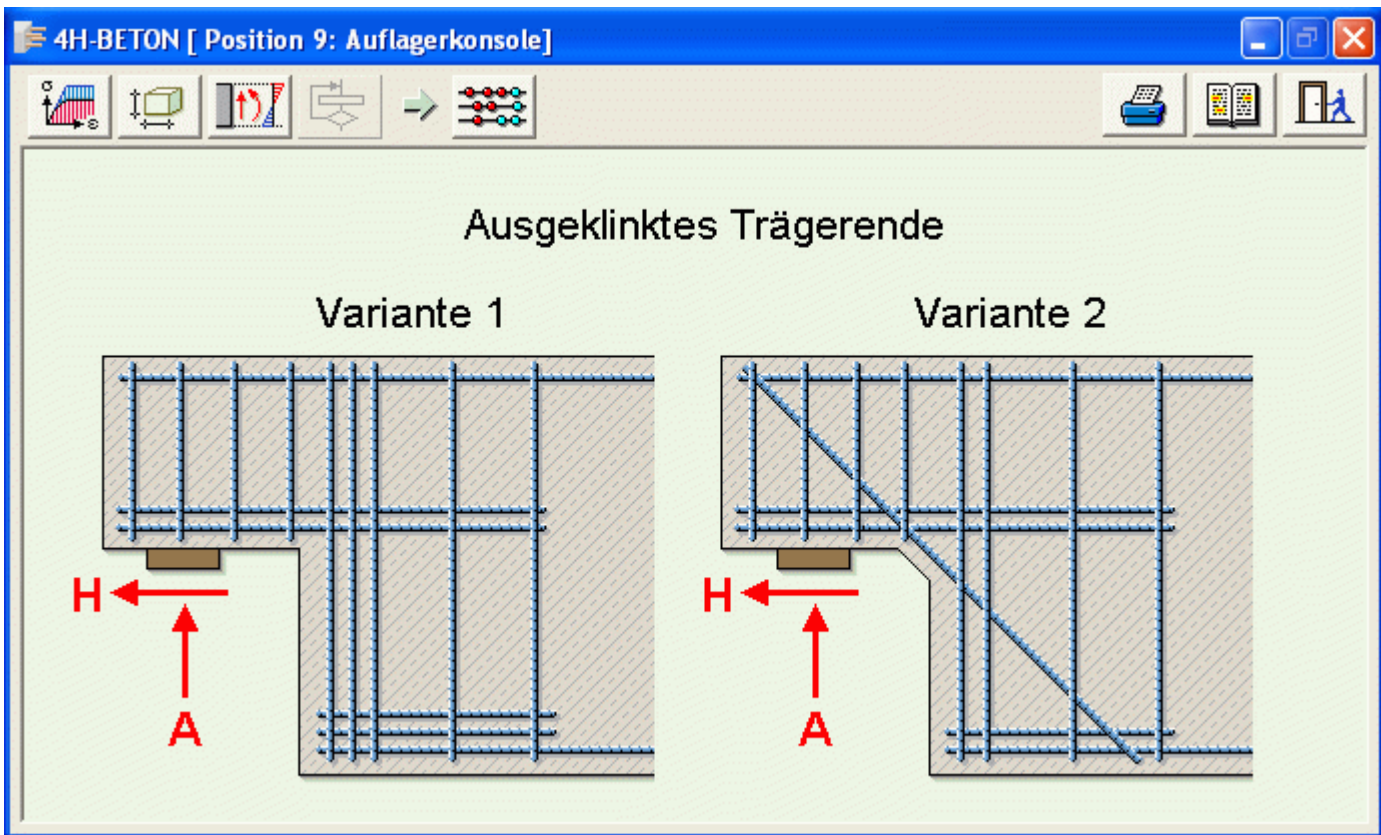 4H-BETON [ Position 9: Auflagerkonsole]
σ
ε
Ausgeklinktes Trägerende
Variante 1
Variante 2
H
A
H
A